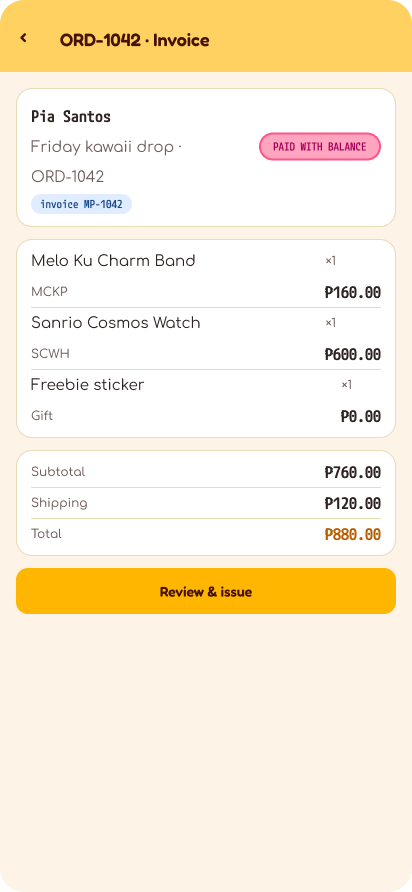 ORD-1042 · Invoice
Pia Santos
Friday kawaii drop ·
ORD-1042
PAID WITH BALANCE
invoice MP-1042
Melo Ku Charm Band ×1
MCKP ₱160.00
Sanrio Cosmos Watch ×1
SCWH ₱600.00
Freebie sticker ×1
Gift ₱0.00
Subtotal ₱760.00
Shipping ₱120.00
Total ₱880.00
Review & issue